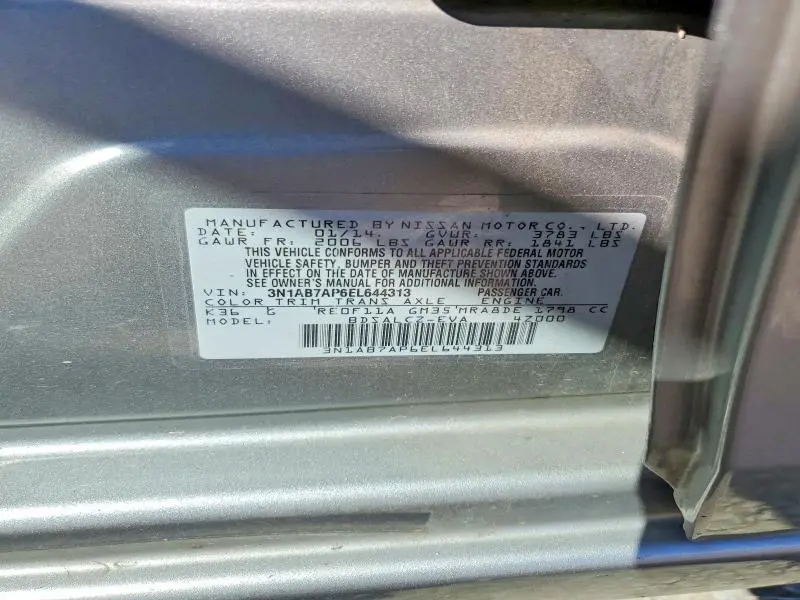 MANUFACTURED BY NISSAN MOTOR CO., LTD.
DATE: 01/14. GVWR: 3783 LBS
GAWR FR: 2006 LBS GAWR RR: 1841 LBS
THIS VEHICLE CONFORMS TO ALL APPLICABLE FEDERAL MOTOR
VEHICLE SAFETY, BUMPER AND THEFT PREVENTION STANDARDS
IN EFFECT ON THE DATE OF MANUFACTURE SHOWN ABOVE.
SEE OWNER'S MANUAL FOR ADDITIONAL INFORMATION.
VIN: 3N1AB7AP6EL644313 PASSENGER CAR.
COLOR TRIM TRANS AXLE ENGINE
K36 G RE0F11A GM35 MRA8DE 1798 CC
MODEL: BDSALCZ-EVA 4Z000
3N1AB7AP6EL644313